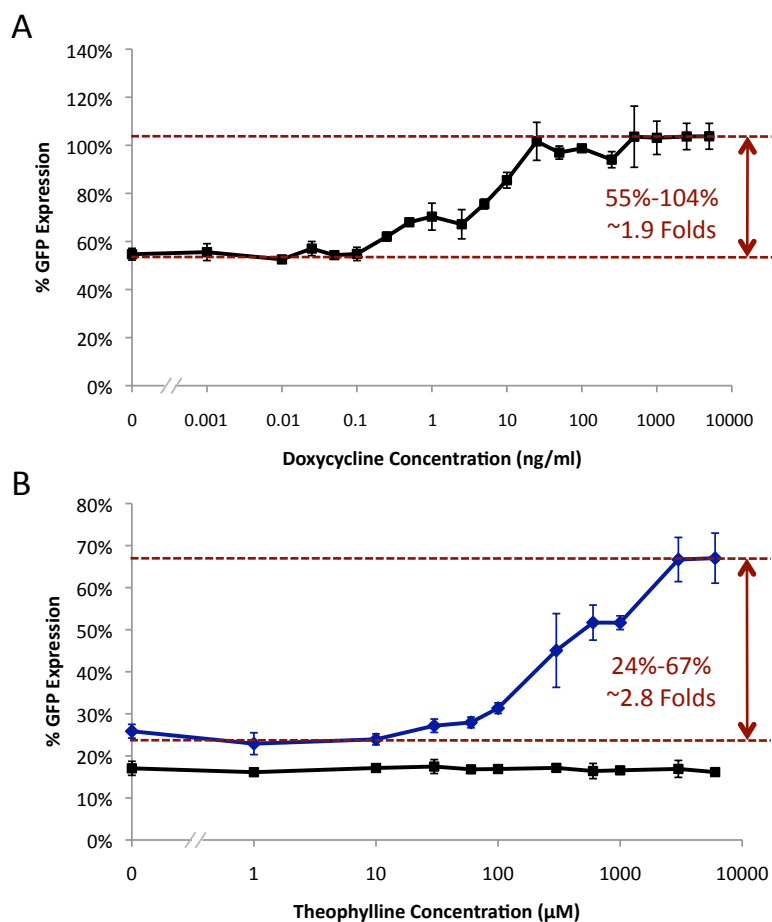 A
140%
120%
100%
80%
60%
40%
20%
0%
% GFP Expression
55%-104%
~1.9 Folds
0 0.001 0.01 0.1 1 10 100 1000 10000
Doxycycline Concentration (ng/ml)
B
80%
70%
60%
50%
40%
30%
20%
10%
0%
% GFP Expression
24%-67%
~2.8 Folds
0 1 10 100 1000 10000
Theophylline Concentration (μM)